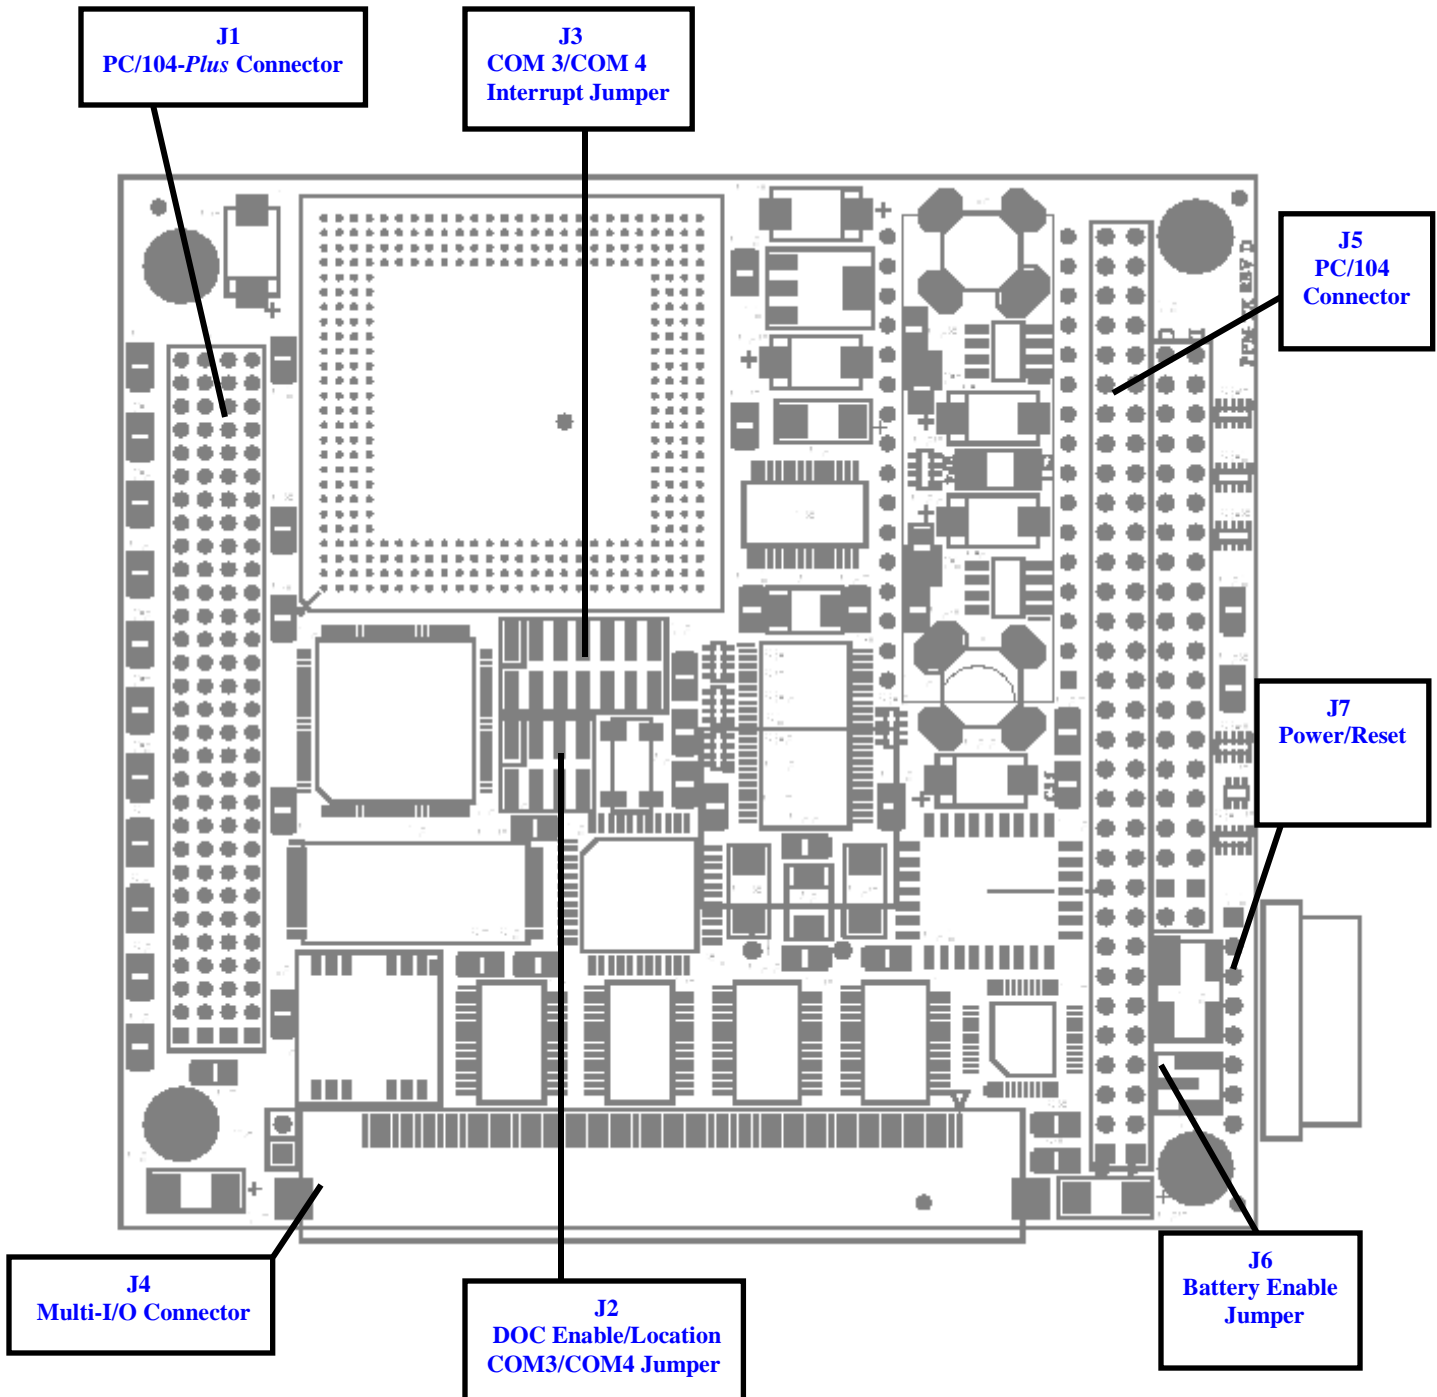 J1
PC/104-Plus Connector
J3
COM 3/COM 4
Interrupt Jumper
J5
PC/104
Connector
J7
Power/Reset
J4
Multi-I/O Connector
J2
DOC Enable/Location
COM3/COM4 Jumper
J6
Battery Enable
Jumper